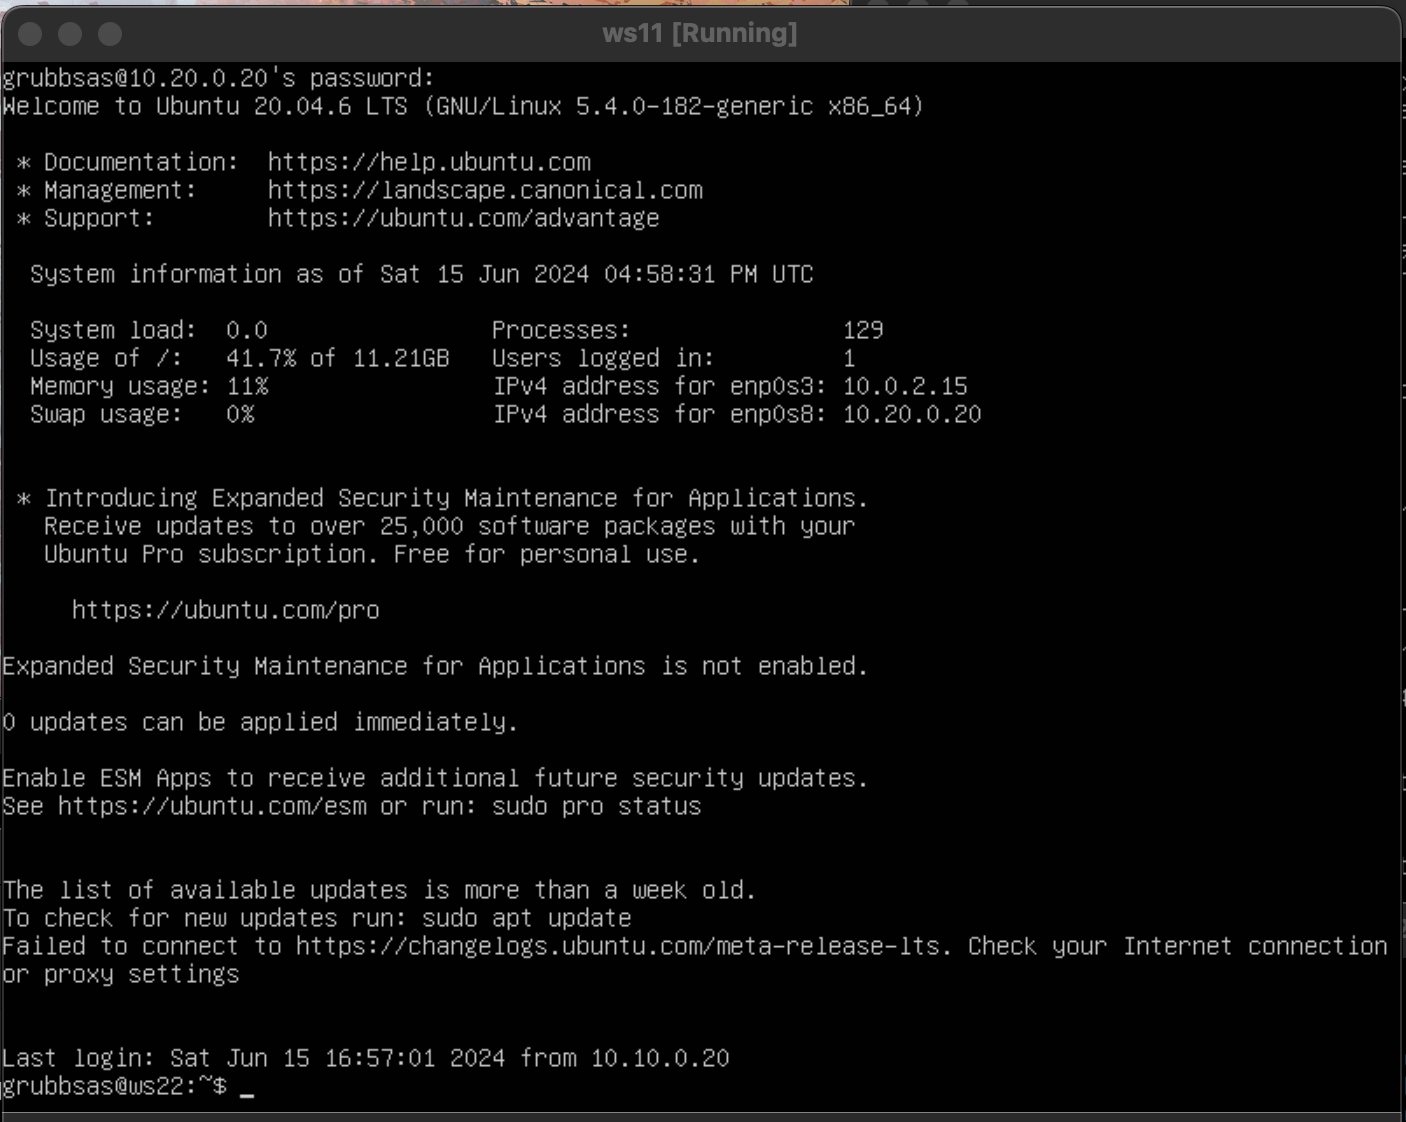 ws11 [Running]
grubbsas@10.20.0.20's password:
Welcome to Ubuntu 20.04.6 LTS (GNU/Linux 5.4.0-182-generic x86_64)
* Documentation:  https://help.ubuntu.com
* Management:     https://landscape.canonical.com
* Support:        https://ubuntu.com/advantage
System information as of Sat 15 Jun 2024 04:58:31 PM UTC
System load:  0.0                Processes:               129
Usage of /:   41.7% of 11.21GB   Users logged in:         1
Memory usage: 11%                IPv4 address for enp0s3: 10.0.2.15
Swap usage:   0%                 IPv4 address for enp0s8: 10.20.0.20
* Introducing Expanded Security Maintenance for Applications.
Receive updates to over 25,000 software packages with your
Ubuntu Pro subscription. Free for personal use.
https://ubuntu.com/pro
Expanded Security Maintenance for Applications is not enabled.
0 updates can be applied immediately.
Enable ESM Apps to receive additional future security updates.
See https://ubuntu.com/esm or run: sudo pro status
The list of available updates is more than a week old.
To check for new updates run: sudo apt update
Failed to connect to https://changelogs.ubuntu.com/meta-release-lts. Check your Internet connection
or proxy settings
Last login: Sat Jun 15 16:57:01 2024 from 10.10.0.20
grubbsas@ws22:~$ _